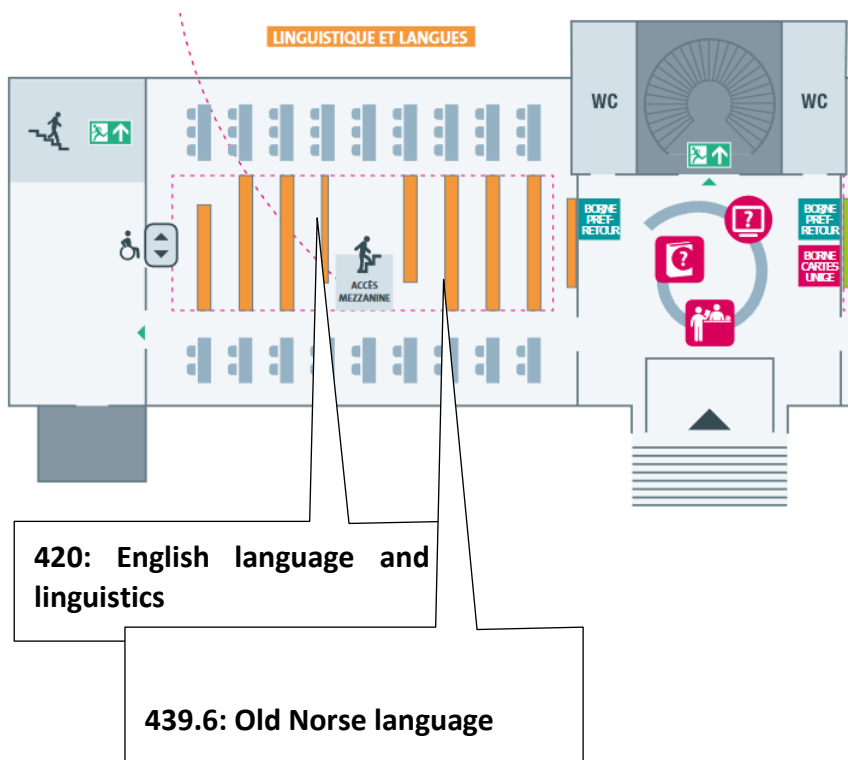 LINGUISTIQUE ET LANGUES
WC
WC
BORNE
PRÊT-
RETOUR
BORNE
PRÊT-
RETOUR
?
?
BORNE
CARTES
UNIGE
ACCÈS
MEZZANINE
420: English language and
linguistics
439.6: Old Norse language